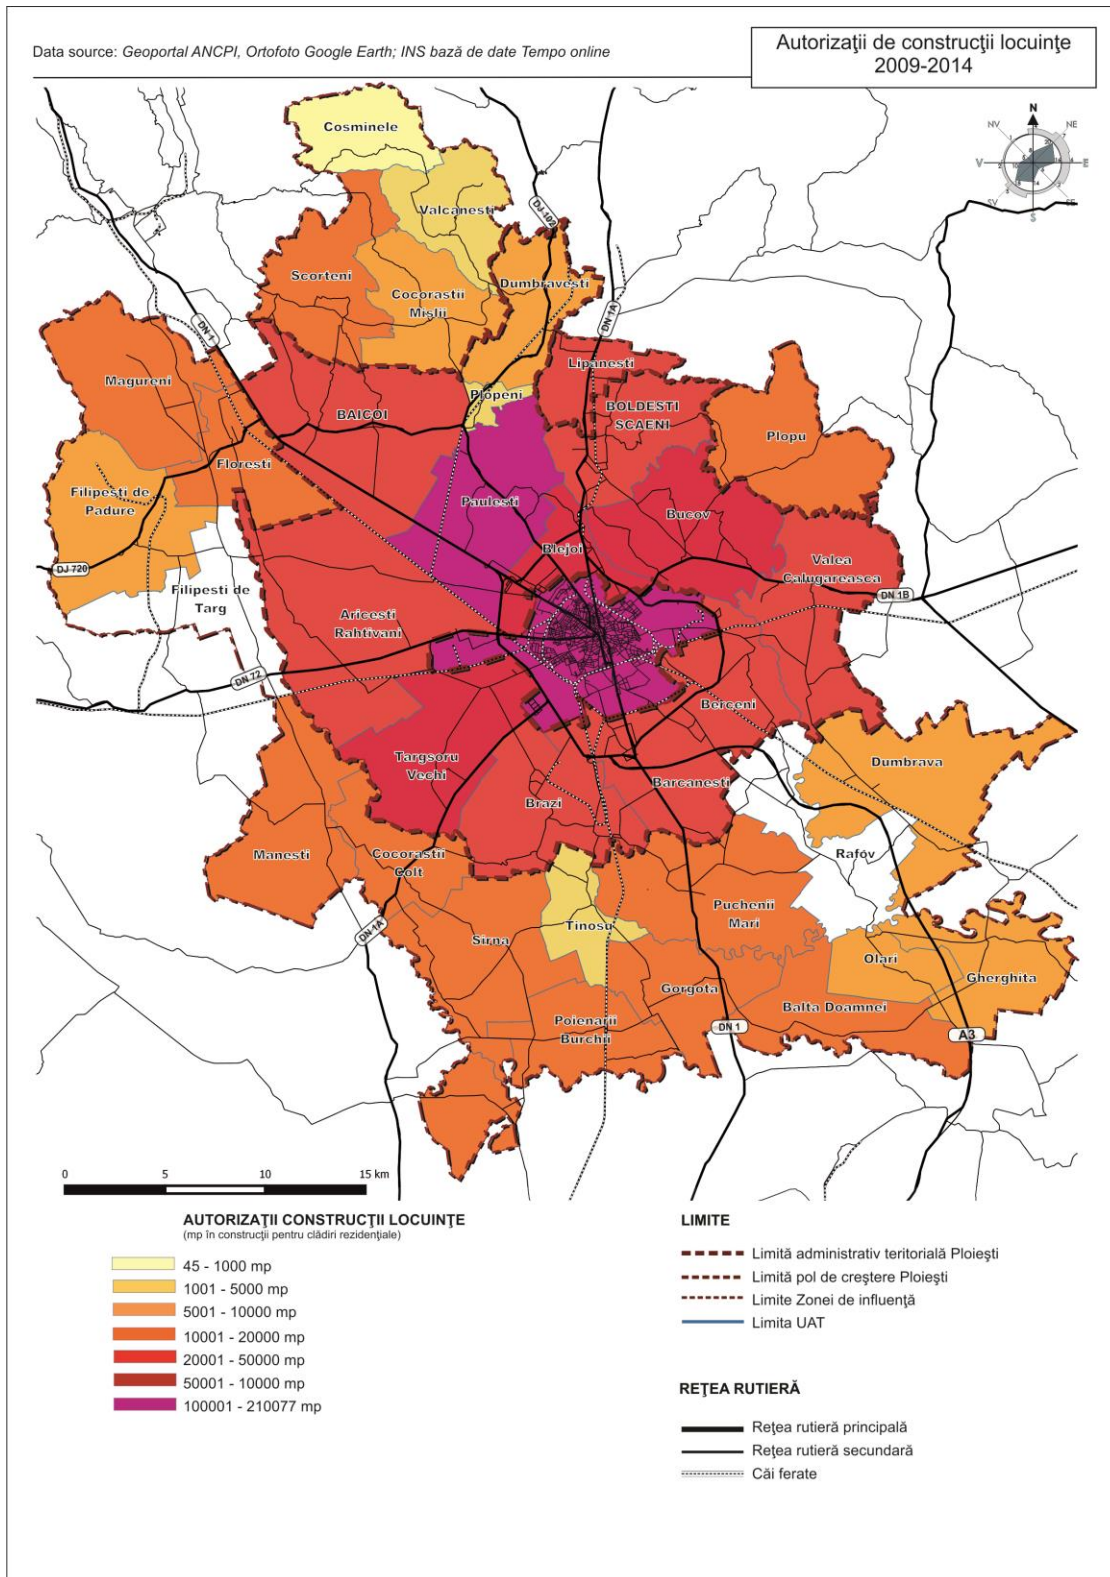 Data source: Geoportal ANCPI, Ortofoto Google Earth; INS bază de date Tempo online
Autorizaţii de construcţii locuinţe
2009-2014
N
NV
NE
V
E
SV
SE
S
Cosminele
Valcanesti
DJ 102
Scorteni
Dumbravesti
Cocorastii
Mislii
DN 1A
DN 1
Lipanesti
Magureni
Plopeni
BAICOI
BOLDESTI
SCAENI
Plopu
Floresti
Filipesti de
Padure
Paulesti
Bucov
Blejoi
Valea
Calugareasca
DJ 720
Filipesti de
Targ
DN 1B
Aricesti
Rahtivani
DN 72
Berceni
Targsoru
Vechi
Dumbrava
Barcanesti
Brazi
Manesti
Cocorastii
Colt
Rafov
Puchenii
Mari
DN 1A
Sirna
Tinosu
Olari
Gherghita
Gorgota
Balta Doamnei
Poienarii
Burchii
DN 1
A3
0 5 10 15 km
AUTORIZAŢII CONSTRUCŢII LOCUINŢE
(mp în construcţii pentru clădiri rezidenţiale)
45 - 1000 mp
1001 - 5000 mp
5001 - 10000 mp
10001 - 20000 mp
20001 - 50000 mp
50001 - 10000 mp
100001 - 210077 mp
LIMITE
Limită administrativ teritorială Ploieşti
Limită pol de creştere Ploieşti
Limite Zonei de influenţă
Limita UAT
REŢEA RUTIERĂ
Reţea rutieră principală
Reţea rutieră secundară
Căi ferate